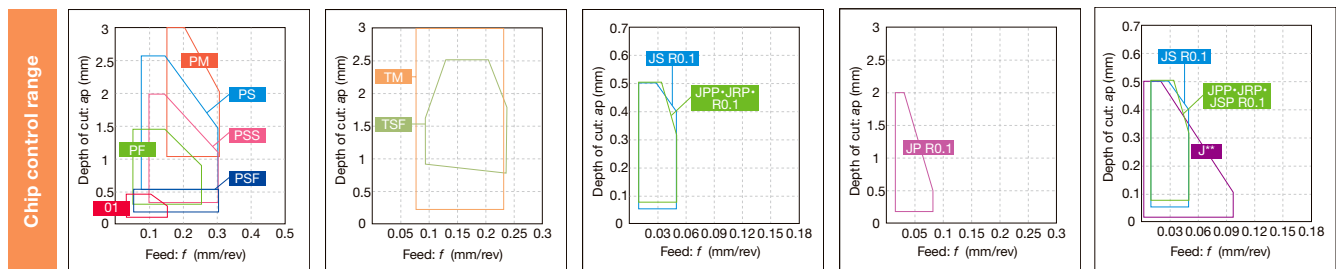 Chip control range
Depth of cut: ap (mm)
3
2.5
2
1.5
1
0.5
0
PM
PS
PSS
PF
PSF
01
0.1 0.2 0.3 0.4 0.5
Feed: f (mm/rev)
Depth of cut: ap (mm)
3
2.5
2
1.5
1
0.5
0
TM
TSF
0.05 0.1 0.15 0.2 0.25 0.3
Feed: f (mm/rev)
Depth of cut: ap (mm)
0.7
0.6
0.5
0.4
0.3
0.2
0.1
0
JS R0.1
JPP・JRP・
R0.1
0.03 0.06 0.09 0.12 0.15 0.18
Feed: f (mm/rev)
Depth of cut: ap (mm)
3
2.5
2
1.5
1
0.5
0
JP R0.1
0.05 0.1 0.15 0.2 0.25 0.3
Feed: f (mm/rev)
Depth of cut: ap (mm)
0.7
0.6
0.5
0.4
0.3
0.2
0.1
0
JS R0.1
JPP・JRP・
JSP R0.1
J**
0.03 0.06 0.09 0.12 0.15 0.18
Feed: f (mm/rev)